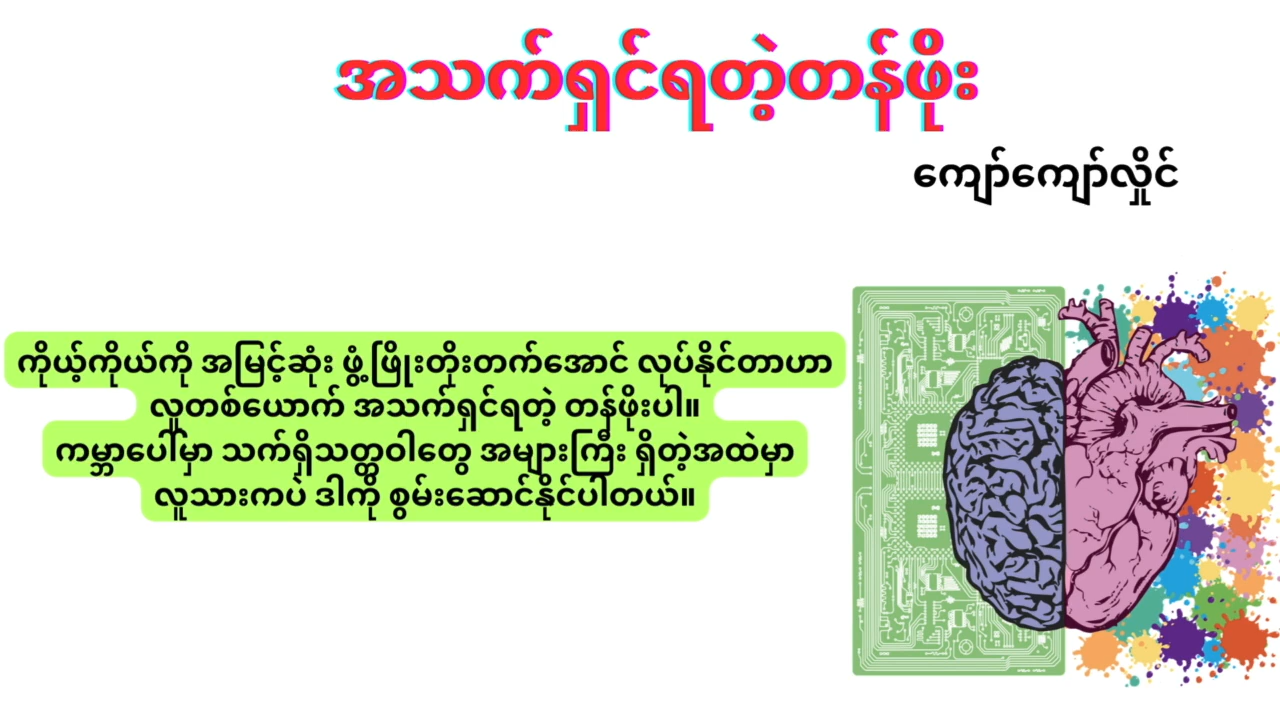 အသက်ရှင်ရတဲ့တန်ဖိုး
ကျော်ကျော်လှိုင်
ကိုယ့်ကိုယ်ကို အမြင့်ဆုံး ဖွံ့ဖြိုးတိုးတက်အောင် လုပ်နိုင်တာဟာ
လူတစ်ယောက် အသက်ရှင်ရတဲ့ တန်ဖိုးပါ။
ကမ္ဘာပေါ်မှာ သက်ရှိသတ္တဝါတွေ အများကြီး ရှိတဲ့အထဲမှာ
လူသားကပဲ ဒါကို စွမ်းဆောင်နိုင်ပါတယ်။